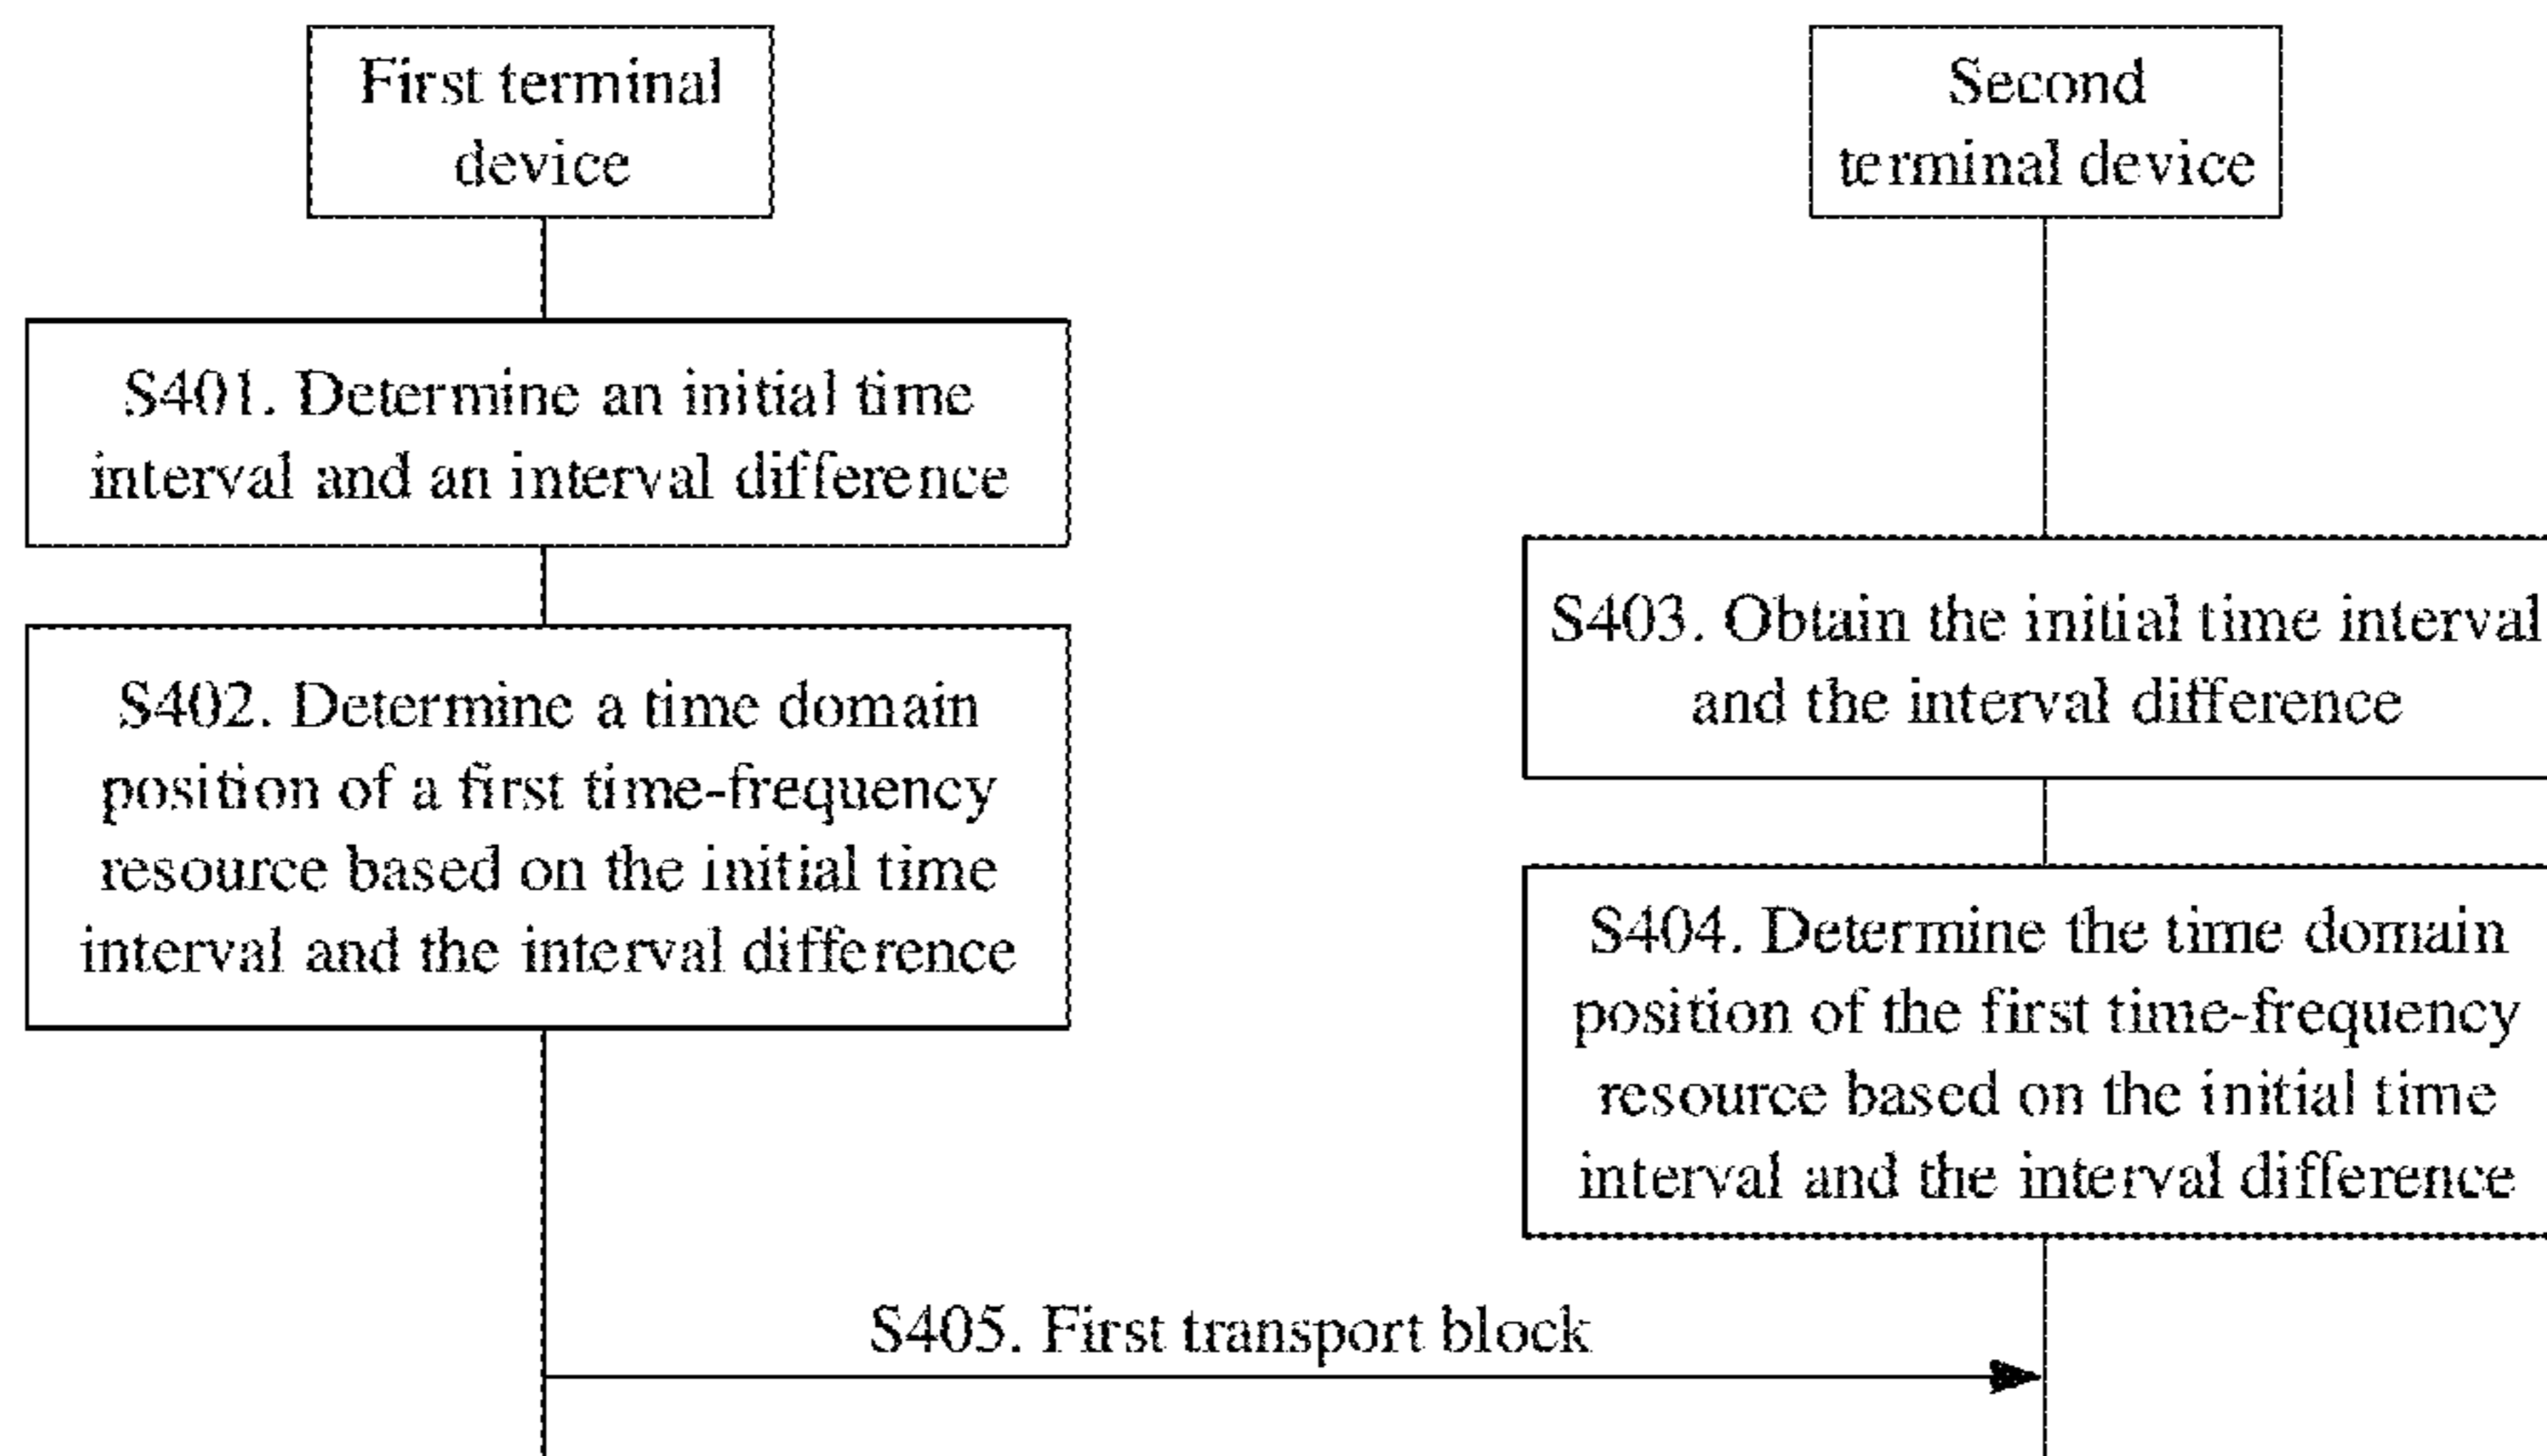 First terminal
device
Second
terminal device
S401. Determine an initial time
interval and an interval difference
S402. Determine a time domain
position of a first time-frequency
resource based on the initial time
interval and the interval difference
S403. Obtain the initial time interval
and the interval difference
S404. Determine the time domain
position of the first time-frequency
resource based on the initial time
interval and the interval difference
S405. First transport block